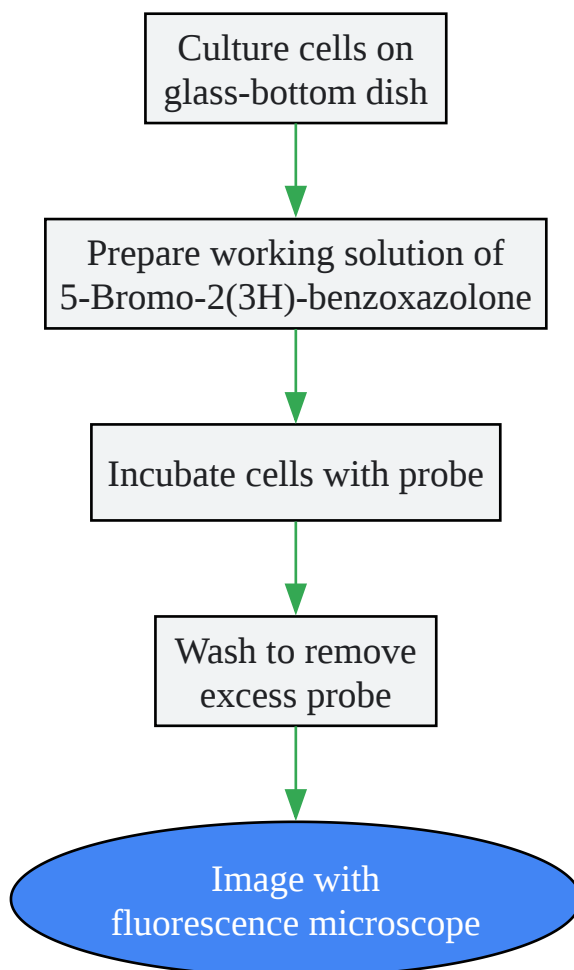 Culture cells on
glass-bottom dish
Prepare working solution of
5-Bromo-2(3H)-benzoxazolone
Incubate cells with probe
Wash to remove
excess probe
Image with
fluorescence microscope